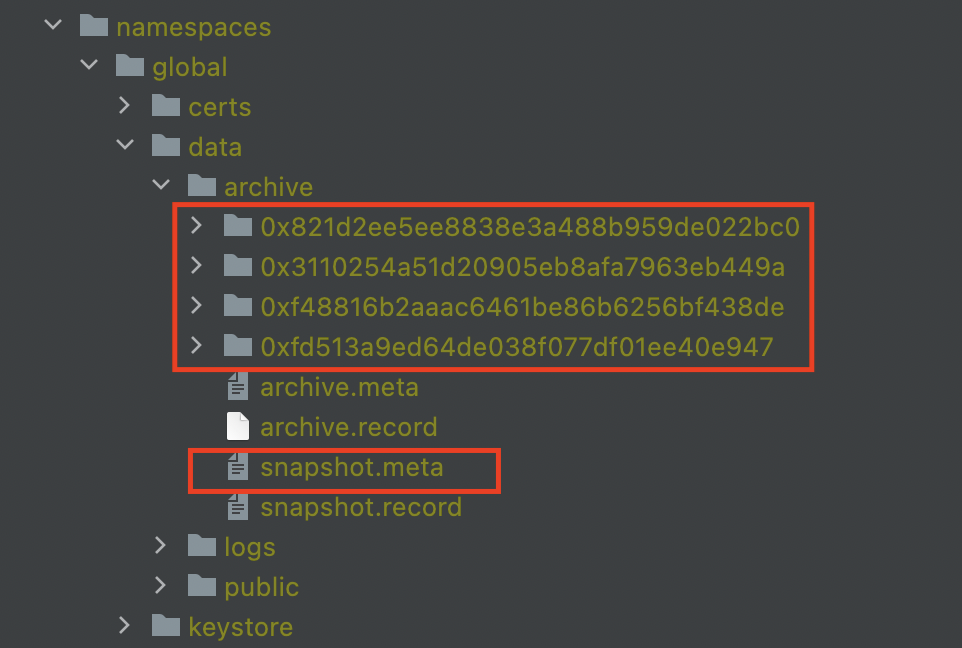 namespaces
global
certs
data
archive
0x821d2ee5ee8838e3a488b959de022bc0
0x3110254a51d20905eb8afa7963eb449a
0xf48816b2aaac6461be86b6256bf438de
0xfd513a9ed64de038f077df01ee40e947
archive.meta
archive.record
snapshot.meta
snapshot.record
logs
public
keystore